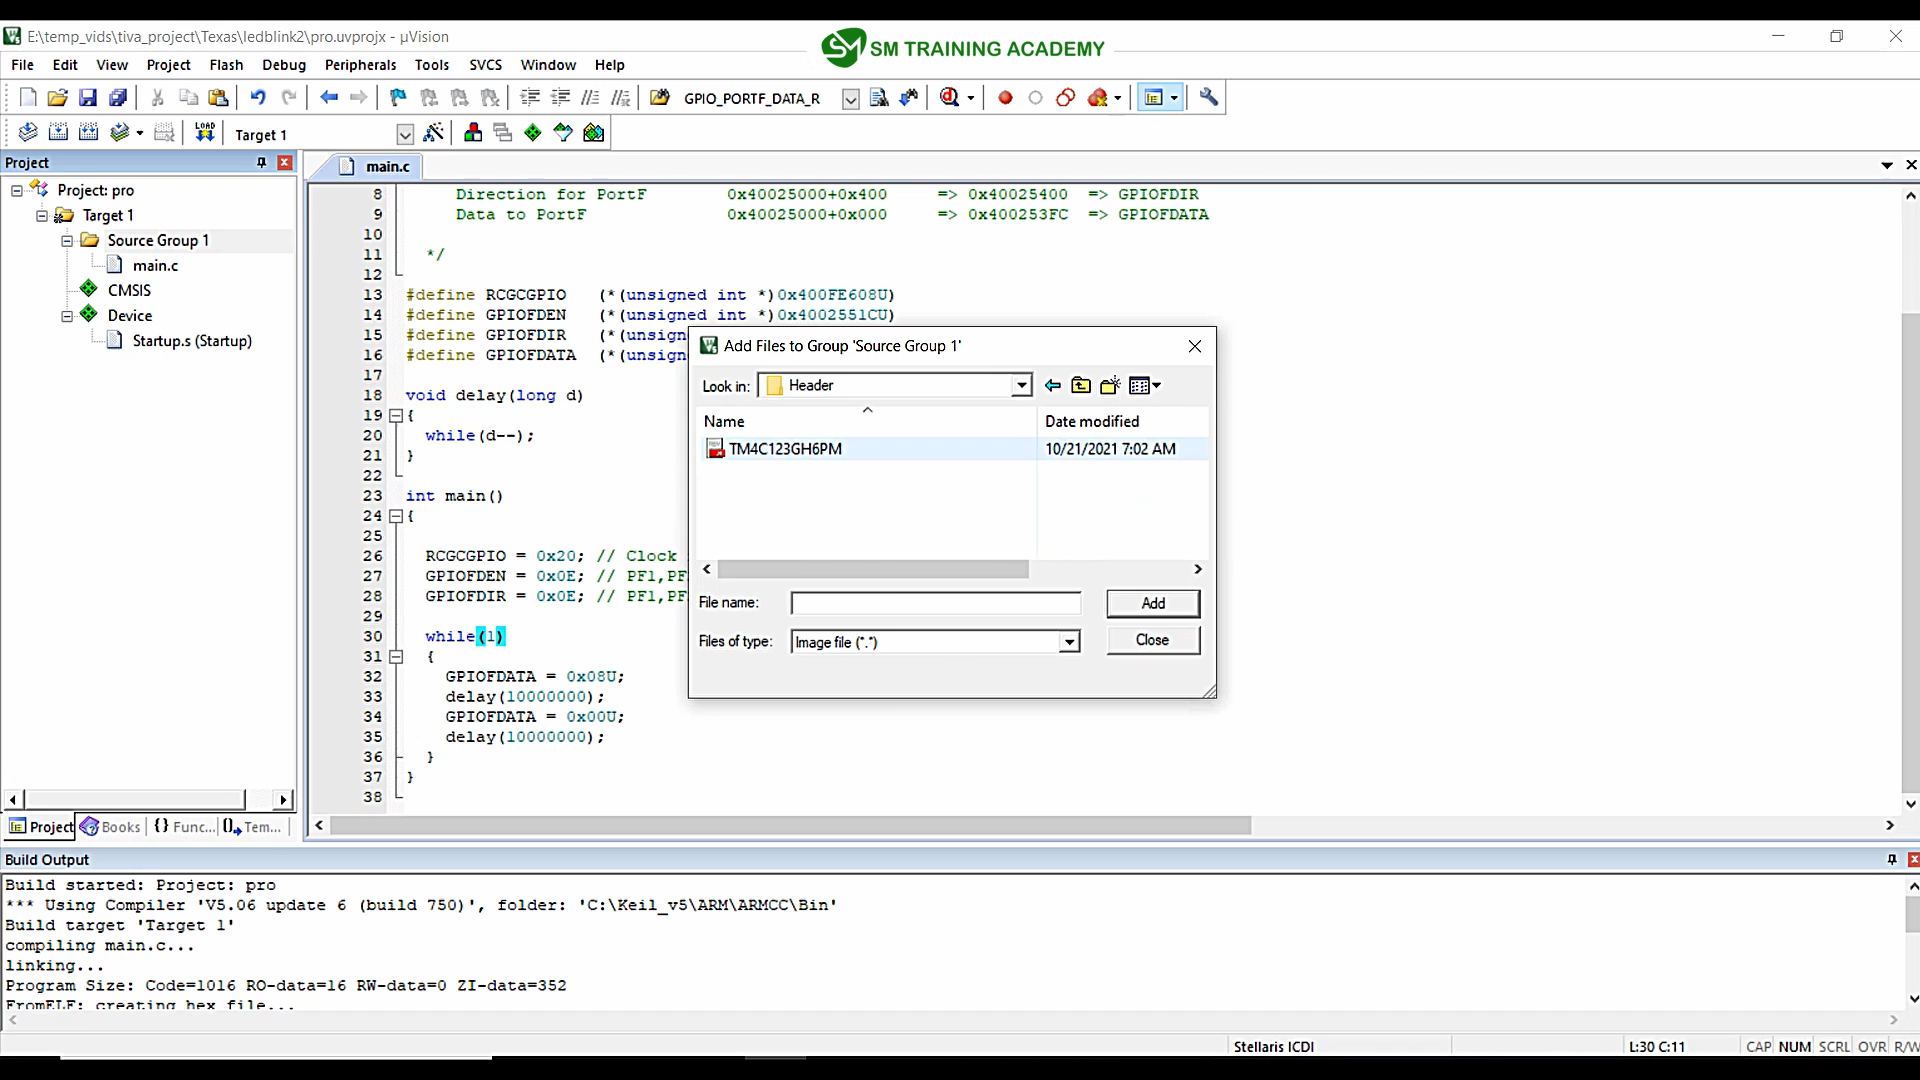 E:\temp_vids\tiva_project\Texas\ledblink2\pro.uvprojx - µVision
SM TRAINING ACADEMY
File Edit View Project Flash Debug Peripherals Tools SVCS Window Help
GPIO_PORTF_DATA_R
LOAD
Target 1
Project
main.c
Project: pro
Target 1
Source Group 1
main.c
CMSIS
Device
Startup.s (Startup)
8 Direction for PortF 0x40025000+0x400 => 0x40025400 => GPIOFDIR
9 Data to PortF 0x40025000+0x000 => 0x400253FC => GPIOFDATA
10
11 */
12
13 #define RCGCGPIO (*(unsigned int *)0x400FE608U)
14 #define GPIOFDEN (*(unsigned int *)0x4002551CU)
15 #define GPIOFDIR (*(unsig
16 #define GPIOFDATA (*(unsig
17
18 void delay(long d)
19 {
20 while(d--);
21 }
22
23 int main()
24 {
25
26 RCGCGPIO = 0x20; // Clock
27 GPIOFDEN = 0x0E; // PF1,PF
28 GPIOFDIR = 0x0E; // PF1,PF
29
30 while(1)
31 {
32 GPIOFDATA = 0x08U;
33 delay(10000000);
34 GPIOFDATA = 0x00U;
35 delay(10000000);
36 }
37 }
38
Add Files to Group 'Source Group 1'
Look in: Header
Name Date modified
TM4C123GH6PM 10/21/2021 7:02 AM
File name: Add
Files of type: Image file (*.*) Close
Project Books {} Func... Tem...
Build Output
Build started: Project: pro
*** Using Compiler 'V5.06 update 6 (build 750)', folder: 'C:\Keil_v5\ARM\ARMCC\Bin'
Build target 'Target 1'
compiling main.c...
linking...
Program Size: Code=1016 RO-data=16 RW-data=0 ZI-data=352
FromELF: creating hex file...
Stellaris ICDI L:30 C:11 CAP NUM SCRL OVR R/W